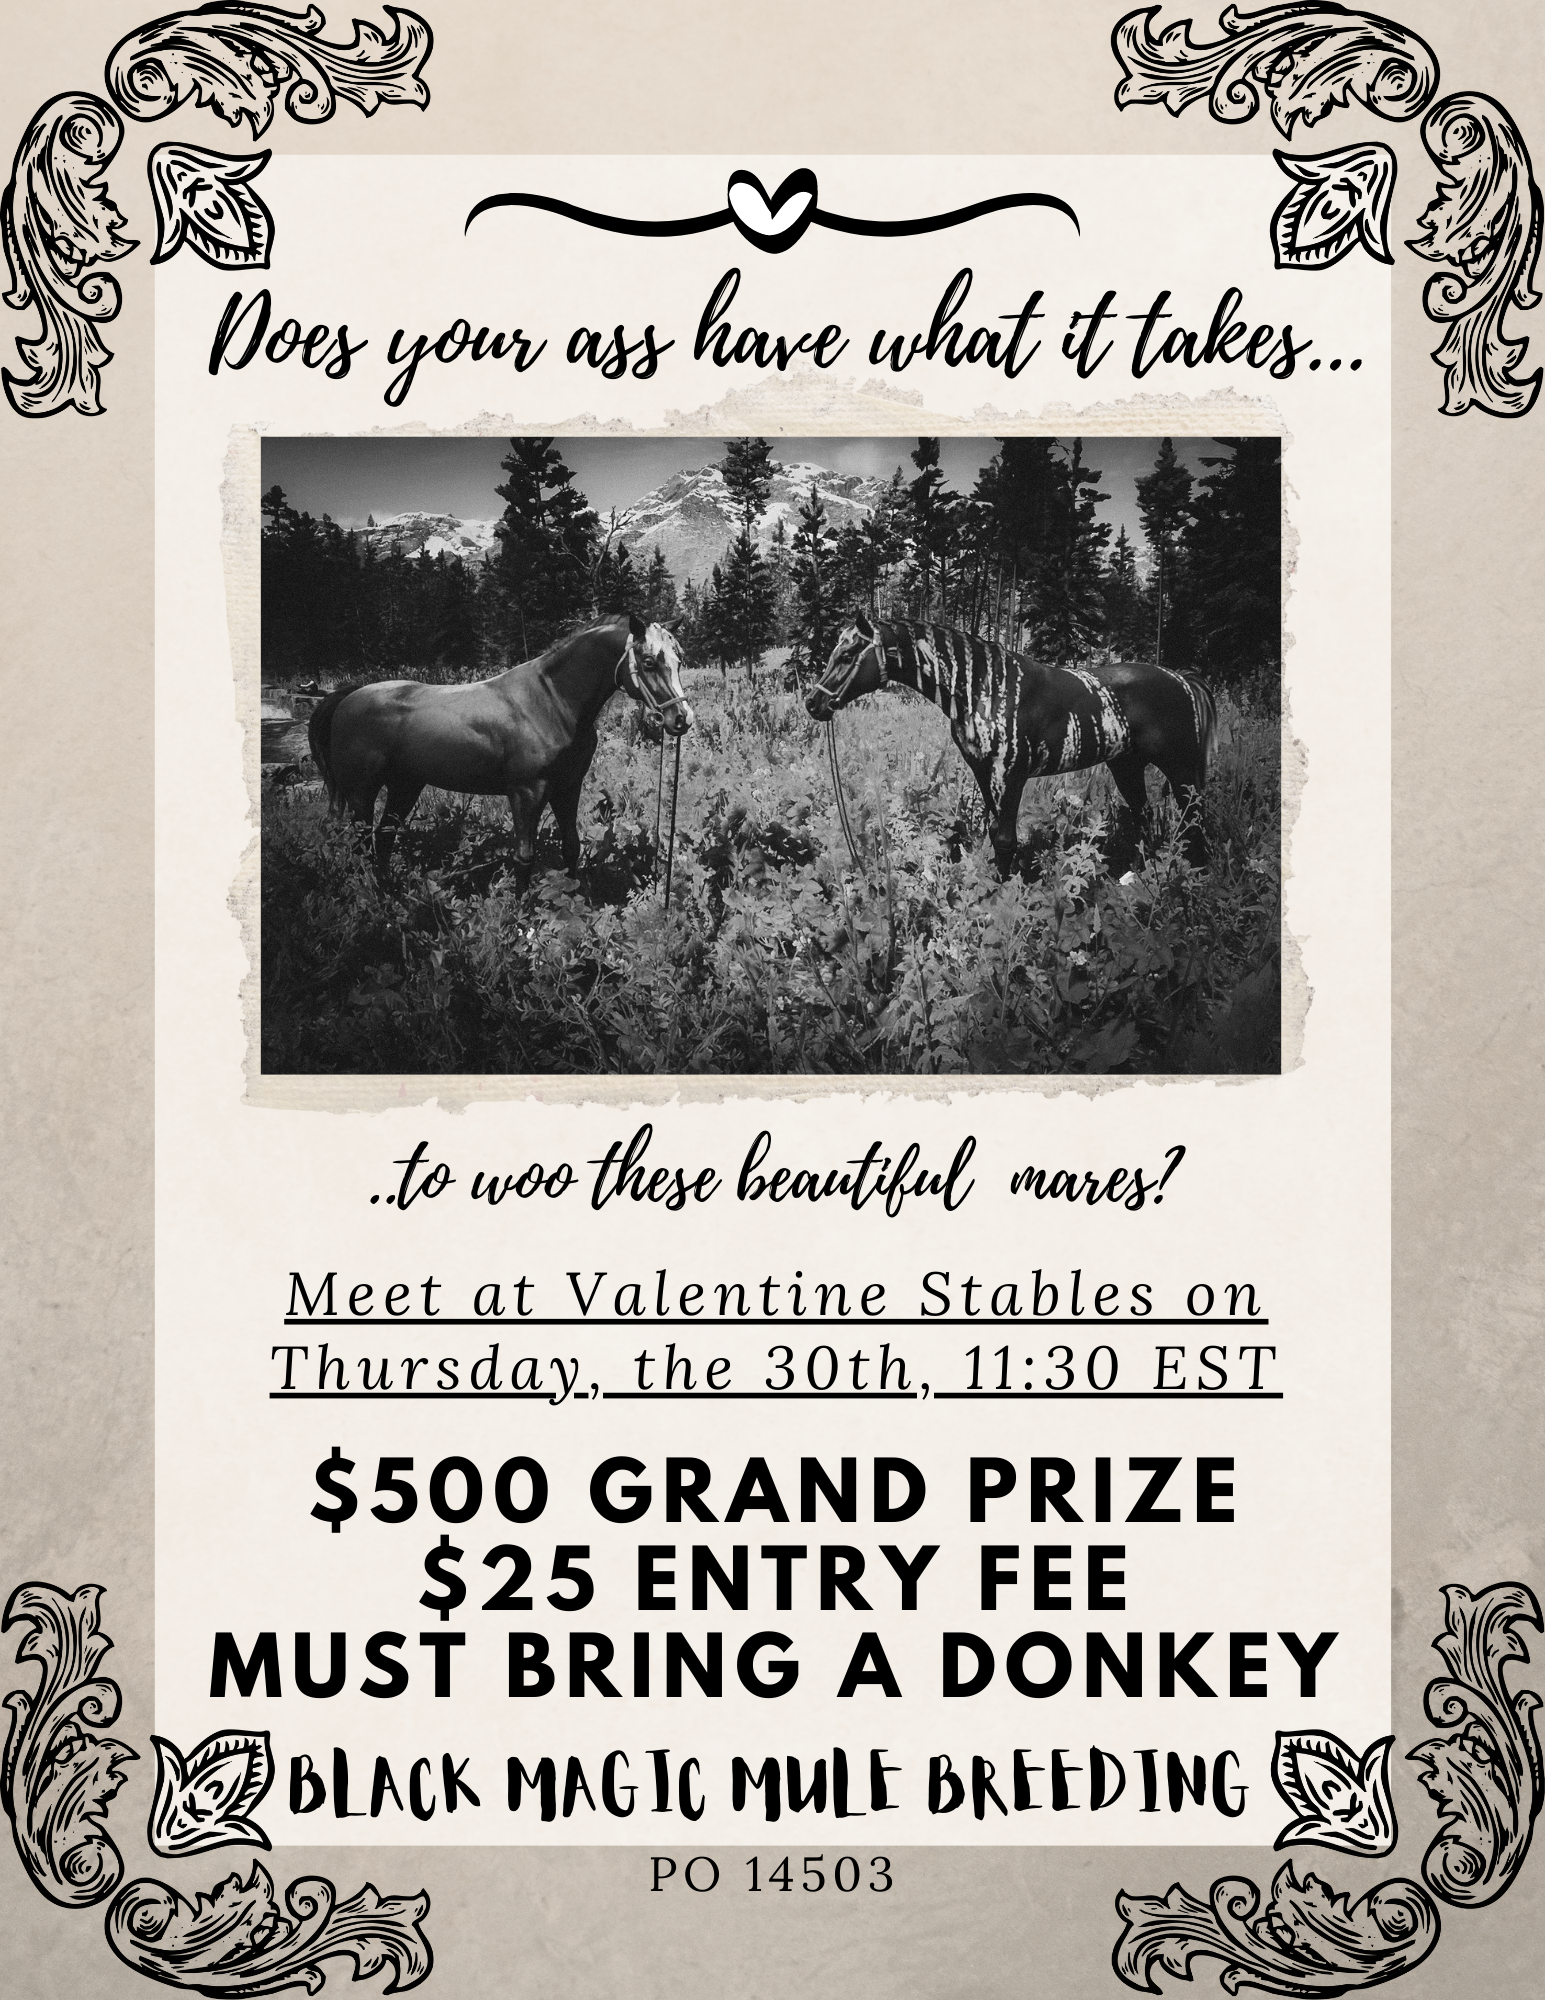 Does your ass have what it takes...
..to woo these beautiful mares?
Meet at Valentine Stables on
Thursday, the 30th, 11:30 EST
$500 GRAND PRIZE
$25 ENTRY FEE
MUST BRING A DONKEY
BLACK MAGIC MULE BREEDING
PO 14503